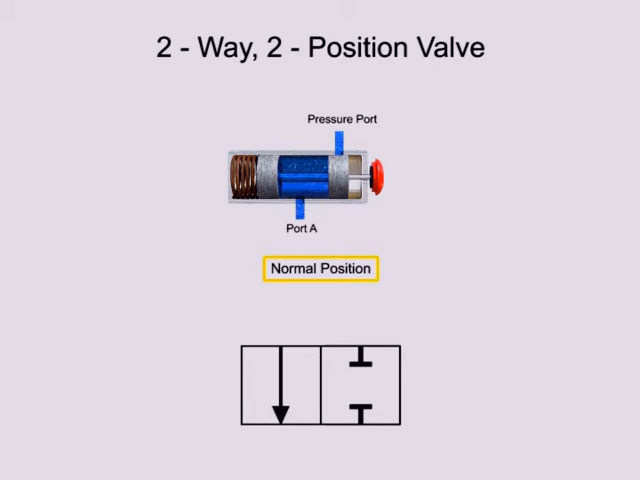 2 - Way, 2 - Position Valve
Pressure Port
Port A
Normal Position